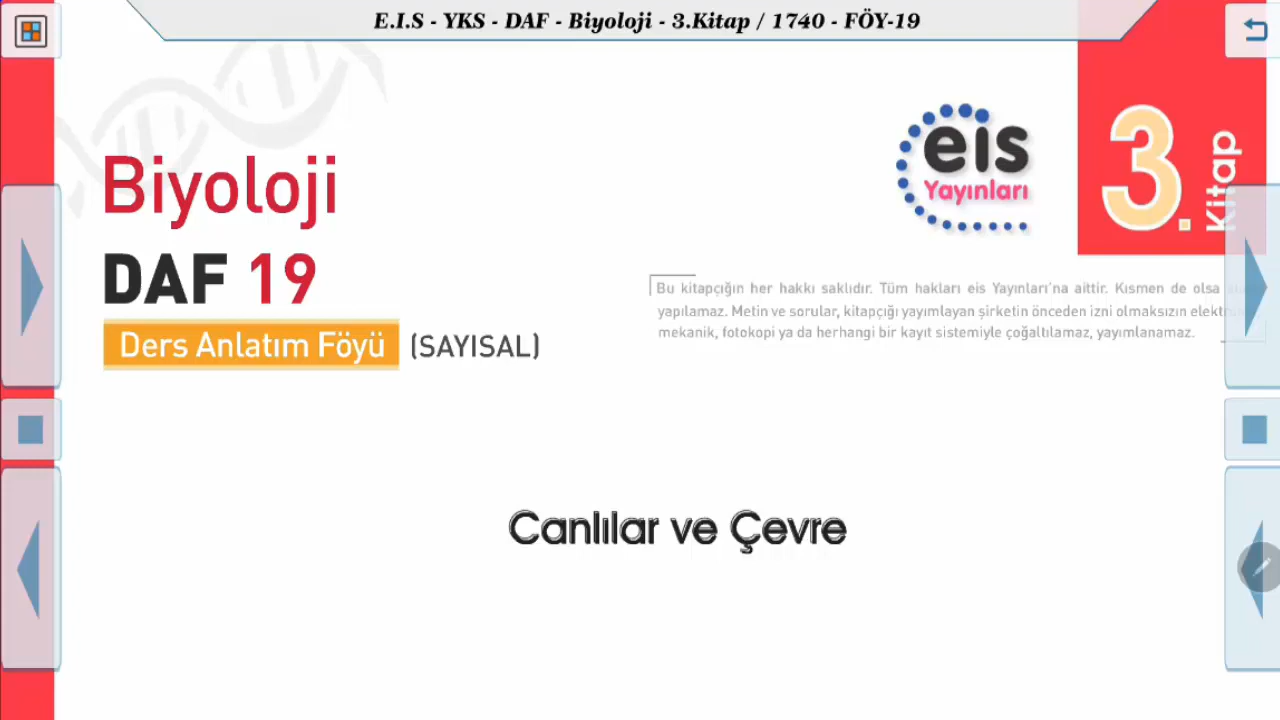 E.I.S - YKS - DAF - Biyoloji - 3.Kitap / 1740 - FÖY-19
eis
Yayınları
3.
Kitap
Biyoloji
DAF 19
Ders Anlatım Föyü (SAYISAL)
Bu kitapçığın her hakkı saklıdır. Tüm hakları eis Yayınları'na aittir. Kısmen de olsa
yapılamaz. Metin ve sorular, kitapçığı yayımlayan şirketin önceden izni olmaksızın
mekanik, fotokopi ya da herhangi bir kayıt sistemiyle çoğaltılamaz, yayımlanamaz.
Canlılar ve Çevre